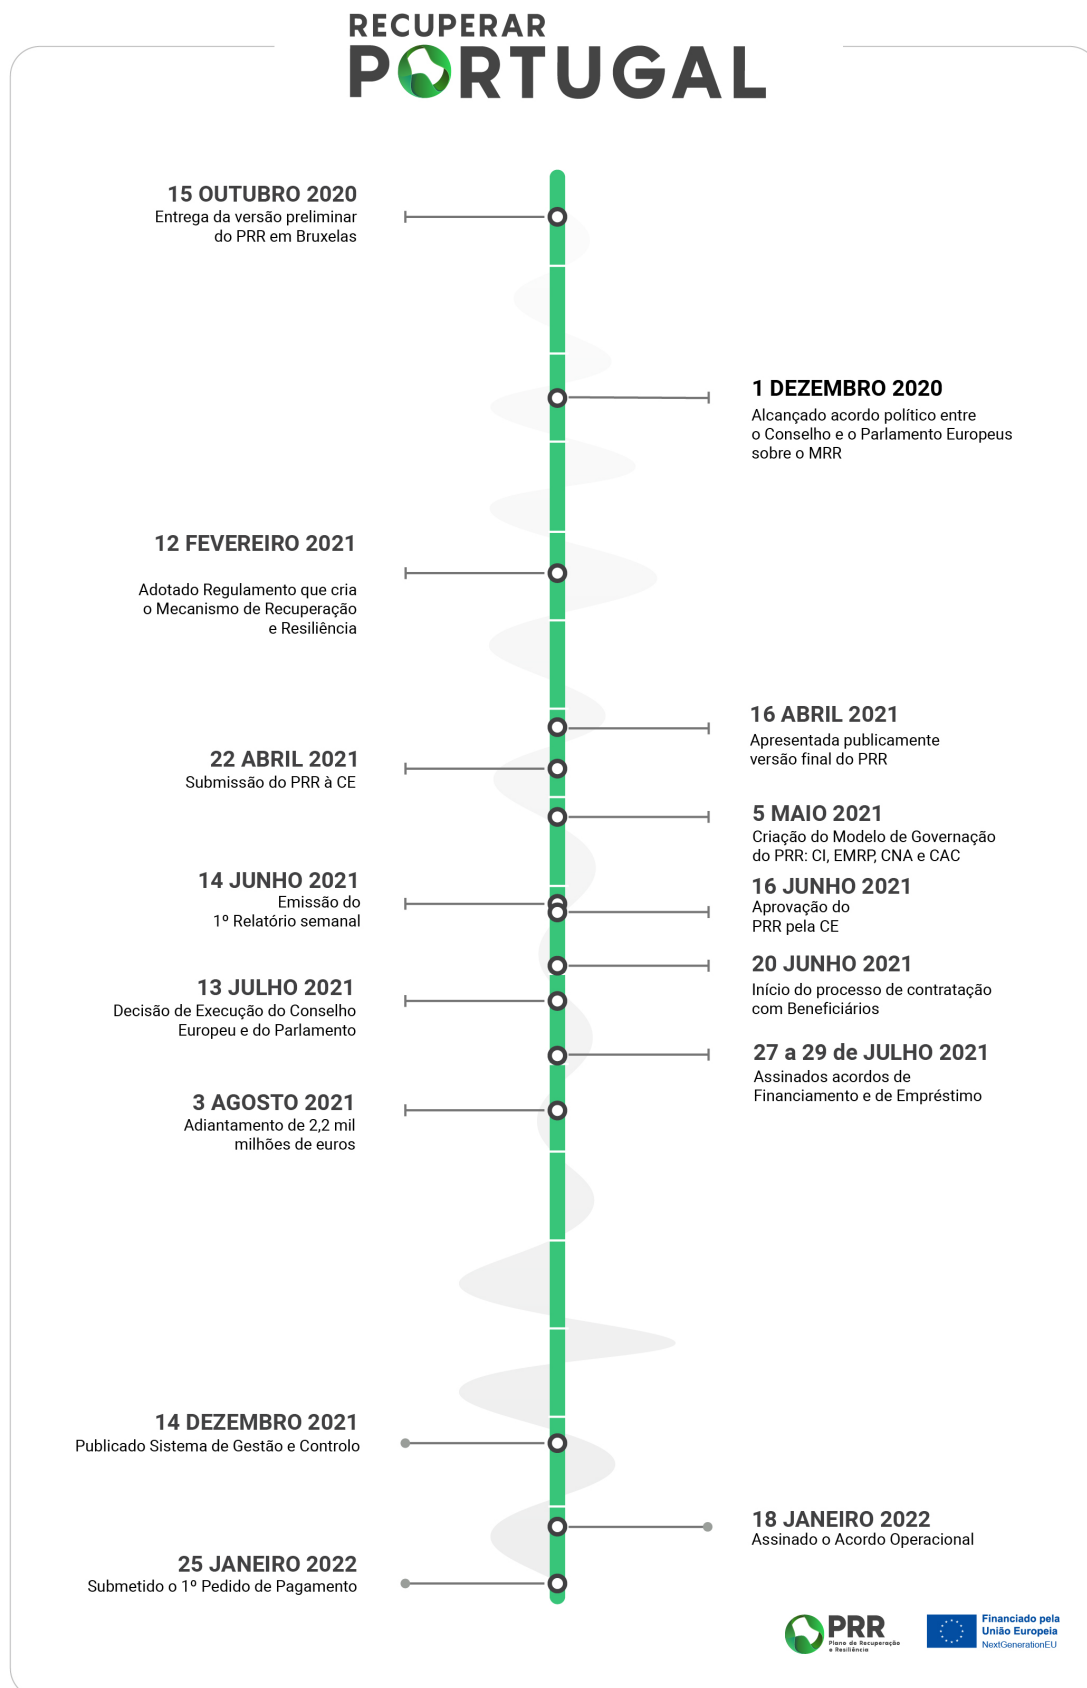 RECUPERAR
PORTUGAL
15 OUTUBRO 2020
Entrega da versão preliminar
do PRR em Bruxelas
1 DEZEMBRO 2020
Alcançado acordo político entre
o Conselho e o Parlamento Europeus
sobre o MRR
12 FEVEREIRO 2021
Adotado Regulamento que cria
o Mecanismo de Recuperação
e Resiliência
16 ABRIL 2021
Apresentada publicamente
versão final do PRR
22 ABRIL 2021
Submissão do PRR à CE
5 MAIO 2021
Criação do Modelo de Governação
do PRR: CI, EMRP, CNA e CAC
14 JUNHO 2021
Emissão do
1º Relatório semanal
16 JUNHO 2021
Aprovação do
PRR pela CE
20 JUNHO 2021
Início do processo de contratação
com Beneficiários
13 JULHO 2021
Decisão de Execução do Conselho
Europeu e do Parlamento
27 a 29 de JULHO 2021
Assinados acordos de
Financiamento e de Empréstimo
3 AGOSTO 2021
Adiantamento de 2,2 mil
milhões de euros
14 DEZEMBRO 2021
Publicado Sistema de Gestão e Controlo
18 JANEIRO 2022
Assinado o Acordo Operacional
25 JANEIRO 2022
Submetido o 1º Pedido de Pagamento
PRR
Plano de Recuperação
e Resiliência
Financiado pela
União Europeia
NextGenerationEU